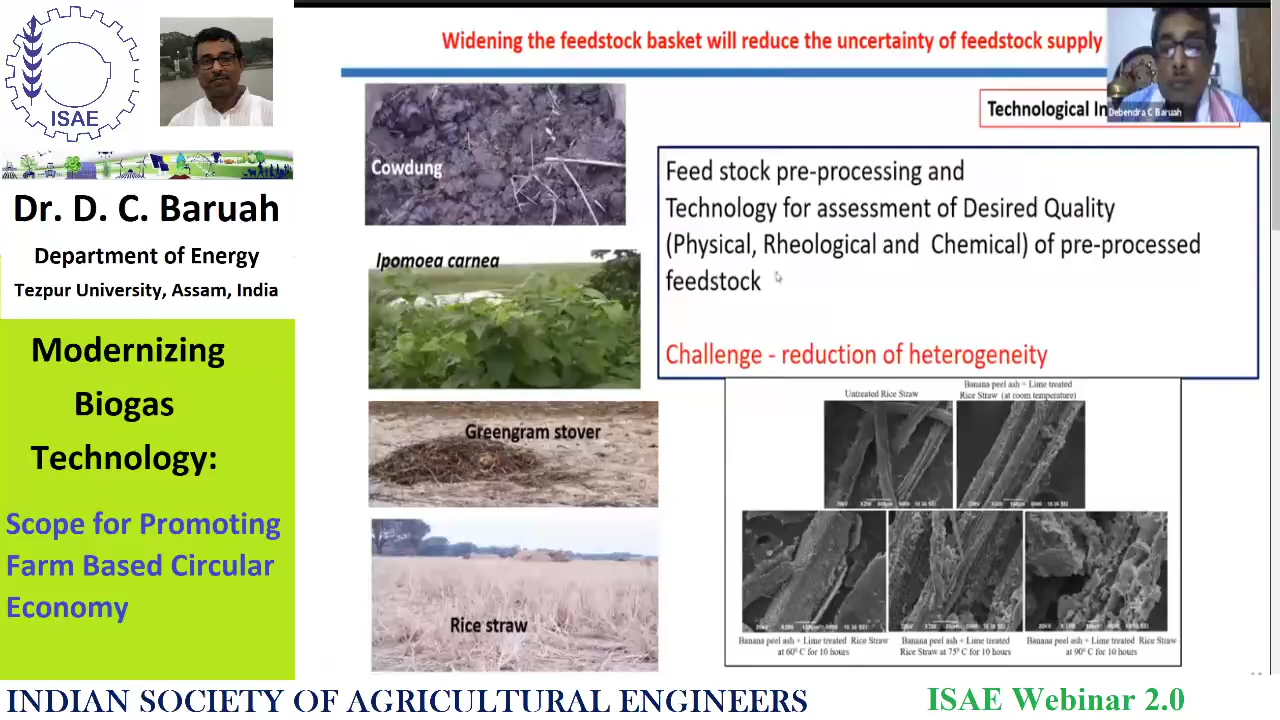 ISAE
Dr. D. C. Baruah
Department of Energy
Tezpur University, Assam, India
Modernizing
Biogas
Technology:
Scope for Promoting
Farm Based Circular
Economy
Widening the feedstock basket will reduce the uncertainty of feedstock supply
Technological In
Debendra C Baruah
Cowdung
Ipomoea carnea
Greengram stover
Rice straw
Feed stock pre-processing and
Technology for assessment of Desired Quality
(Physical, Rheological and Chemical) of pre-processed
feedstock
Challenge - reduction of heterogeneity
Untreated Rice Straw
Banana peel ash + Lime treated
Rice Straw (at room temperature)
Banana peel ash + Lime treated Rice Straw
at 60⁰ C for 10 hours
Banana peel ash + Lime treated
Rice Straw at 75⁰ C for 10 hours
Banana peel ash + Lime treated Rice Straw
at 90⁰ C for 10 hours
INDIAN SOCIETY OF AGRICULTURAL ENGINEERS
ISAE Webinar 2.0